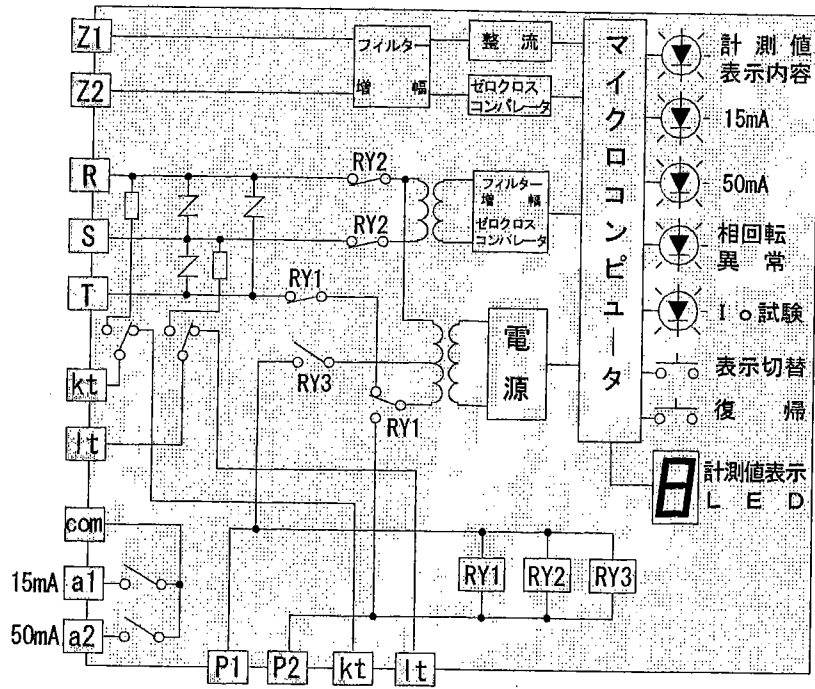 Z1
Z2
R
S
T
kt
lt
com
15mA a1
50mA a2
フィルター
増 幅
整 流
ゼロクロス
コンパレータ
RY2
RY2
フィルター
増 幅
ゼロクロス
コンパレータ
RY1
RY3
RY1
電源
マイクロコンピュータ
計 測 値
表示内容
15mA
50mA
相回転
異 常
Ｉｏ試験
表示切替
復 帰
8
計測値表示
Ｌ Ｅ Ｄ
RY1
RY2
RY3
P1
P2
kt
lt